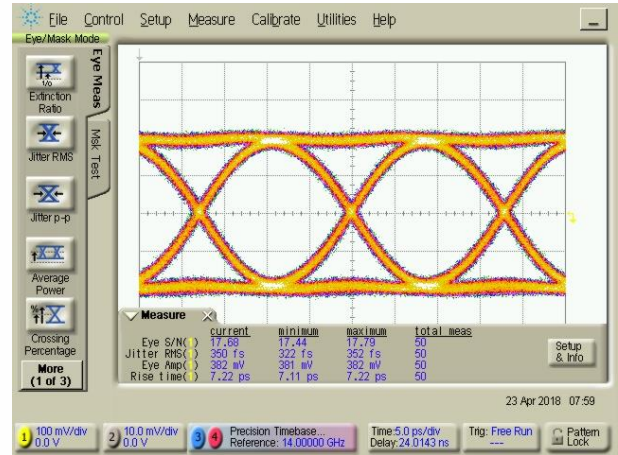 File Control Setup Measure Calibrate Utilities Help
Eye/Mask Mode
Eye Meas
Msk Test
Extinction
Ratio
Jitter RMS
Jitter p-p
Average
Power
Crossing
Percentage
More
(1 of 3)
Measure
current minimum maximum total meas
Eye S/N(1) 17.68 17.44 17.79 50
Jitter RMS(1) 350 fs 322 fs 352 fs 50
Eye Amp(1) 382 mV 381 mV 382 mV 50
Rise time(1) 7.22 ps 7.11 ps 7.22 ps 50
Setup
& Info
23 Apr 2018 07:59
1 100 mV/div
0.0 V
2 10.0 mV/div
0.0 V
3 4 Precision Timebase...
Reference: 14.00000 GHz
Time:5.0 ps/div
Delay:24.0143 ns
Trig: Free Run
---
Pattern
Lock